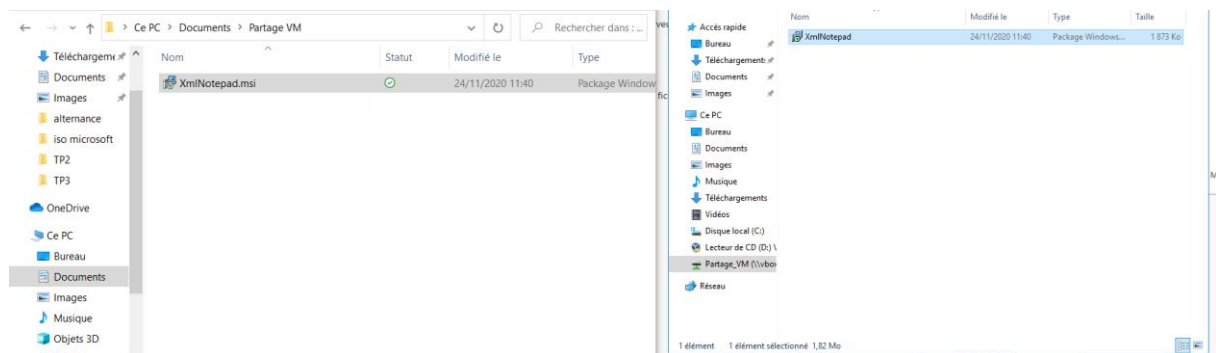 Ce PC > Documents > Partage VM
Rechercher dans : ...
Téléchargeme
Documents
Images
alternance
iso microsoft
TP2
TP3
OneDrive
Ce PC
Bureau
Documents
Images
Musique
Objets 3D
Nom Statut Modifié le Type
XmlNotepad.msi 24/11/2020 11:40 Package Window
Nom Modifié le Type Taille
XmlNotepad 24/11/2020 11:40 Package Windows... 1 873 Ko
Accès rapide
Bureau
Téléchargements
Documents
Images
Ce PC
Bureau
Documents
Images
Musique
Téléchargements
Vidéos
Disque local (C:)
Lecteur de CD (D:) \
Partage_VM (\\vbo
Réseau
1 élément 1 élément sélectionné 1,82 Mo